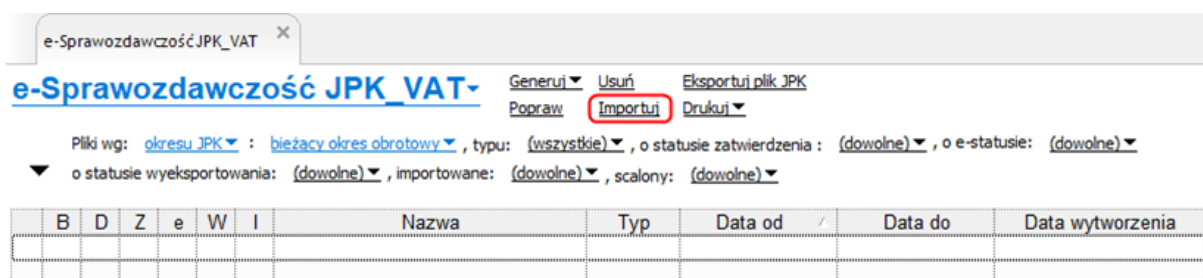 e-SprawozdawczośćJPK_VAT
e-Sprawozdawczość JPK_VAT
Generuj Usuń Eksportuj plik JPK
Popraw Importuj Drukuj
Pliki wg: okresu JPK : bieżący okres obrotowy , typu: (wszystkie) , o statusie zatwierdzenia : (dowolne) , o e-statusie: (dowolne)
o statusie wyeksportowania: (dowolne) , importowane: (dowolne) , scalony: (dowolne)
B D Z e W I Nazwa Typ Data od Data do Data wytworzenia